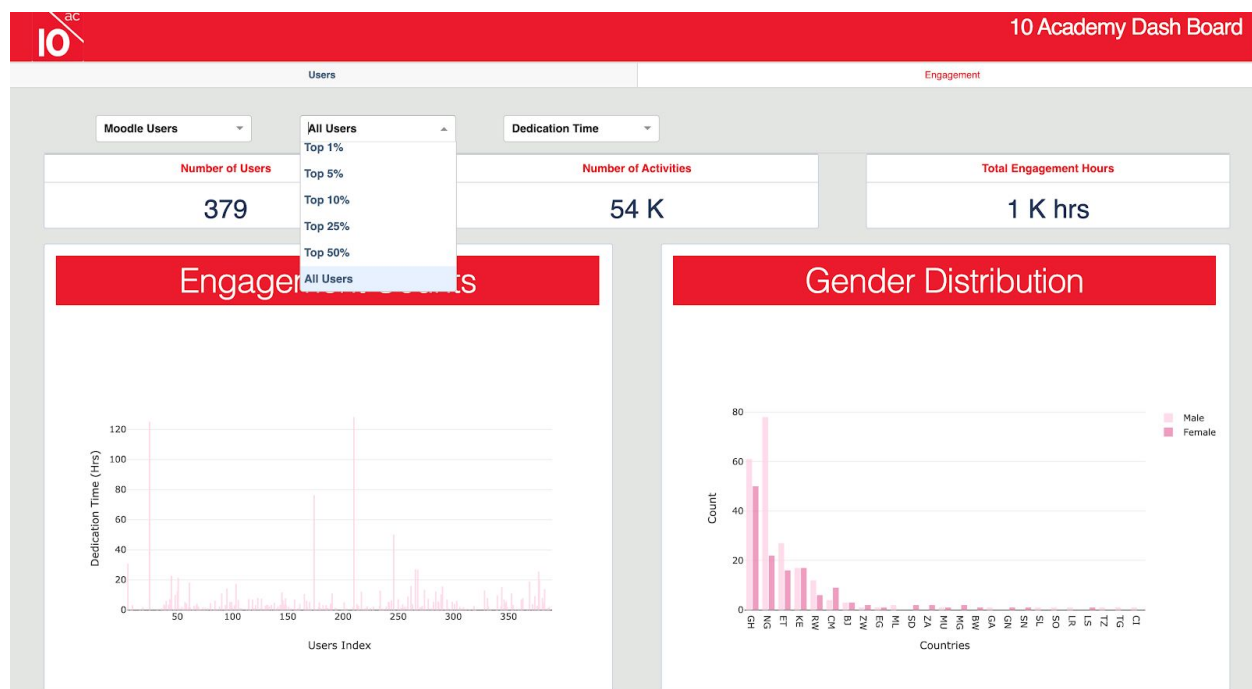 ac
10
10 Academy Dash Board
Users
Engagement
Moodle Users
All Users
Dedication Time
Top 1%
Top 5%
Top 10%
Top 25%
Top 50%
All Users
Number of Users
Number of Activities
Total Engagement Hours
379
54 K
1 K hrs
Gender Distribution
120
100
80
60
40
20
0
50
100
150
200
250
300
350
Dedication Time (Hrs)
Users Index
80
60
40
20
0
Count
GH
NG
ET
KE
RW
CM
BJ
ZW
EG
ML
SD
ZA
MU
MG
BW
GA
GN
SN
SL
SO
LR
LS
TZ
TG
CI
Countries
Male
Female